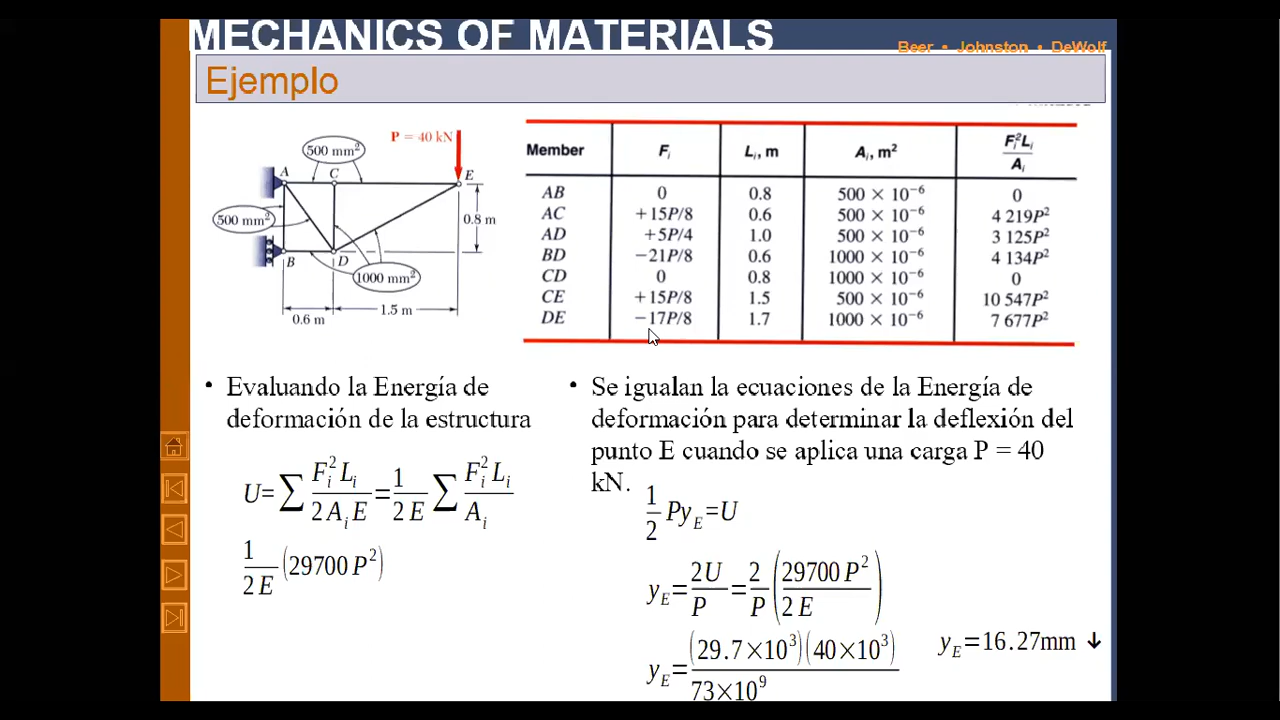 MECHANICS OF MATERIALS
Beer • Johnston • DeWolf
Ejemplo
P = 40 kN
500 mm²
A
C
E
500 mm²
0.8 m
B
D
1000 mm²
0.6 m
1.5 m
Member Fi Li, m Ai, m² Fi²Li/Ai
AB 0 0.8 500 × 10⁻⁶ 0
AC +15P/8 0.6 500 × 10⁻⁶ 4 219P²
AD +5P/4 1.0 500 × 10⁻⁶ 3 125P²
BD −21P/8 0.6 1000 × 10⁻⁶ 4 134P²
CD 0 0.8 1000 × 10⁻⁶ 0
CE +15P/8 1.5 500 × 10⁻⁶ 10 547P²
DE −17P/8 1.7 1000 × 10⁻⁶ 7 677P²
• Evaluando la Energía de
deformación de la estructura
U=∑ Fi²Li/2AiE = 1/2E ∑ Fi²Li/Ai
1/2E (29700 P²)
• Se igualan la ecuaciones de la Energía de
deformación para determinar la deflexión del
punto E cuando se aplica una carga P = 40
kN.
1/2 PyE=U
yE=2U/P=2/P(29700 P²/2E)
yE=(29.7×10³)(40×10³)/73×10⁹
yE=16.27mm ↓